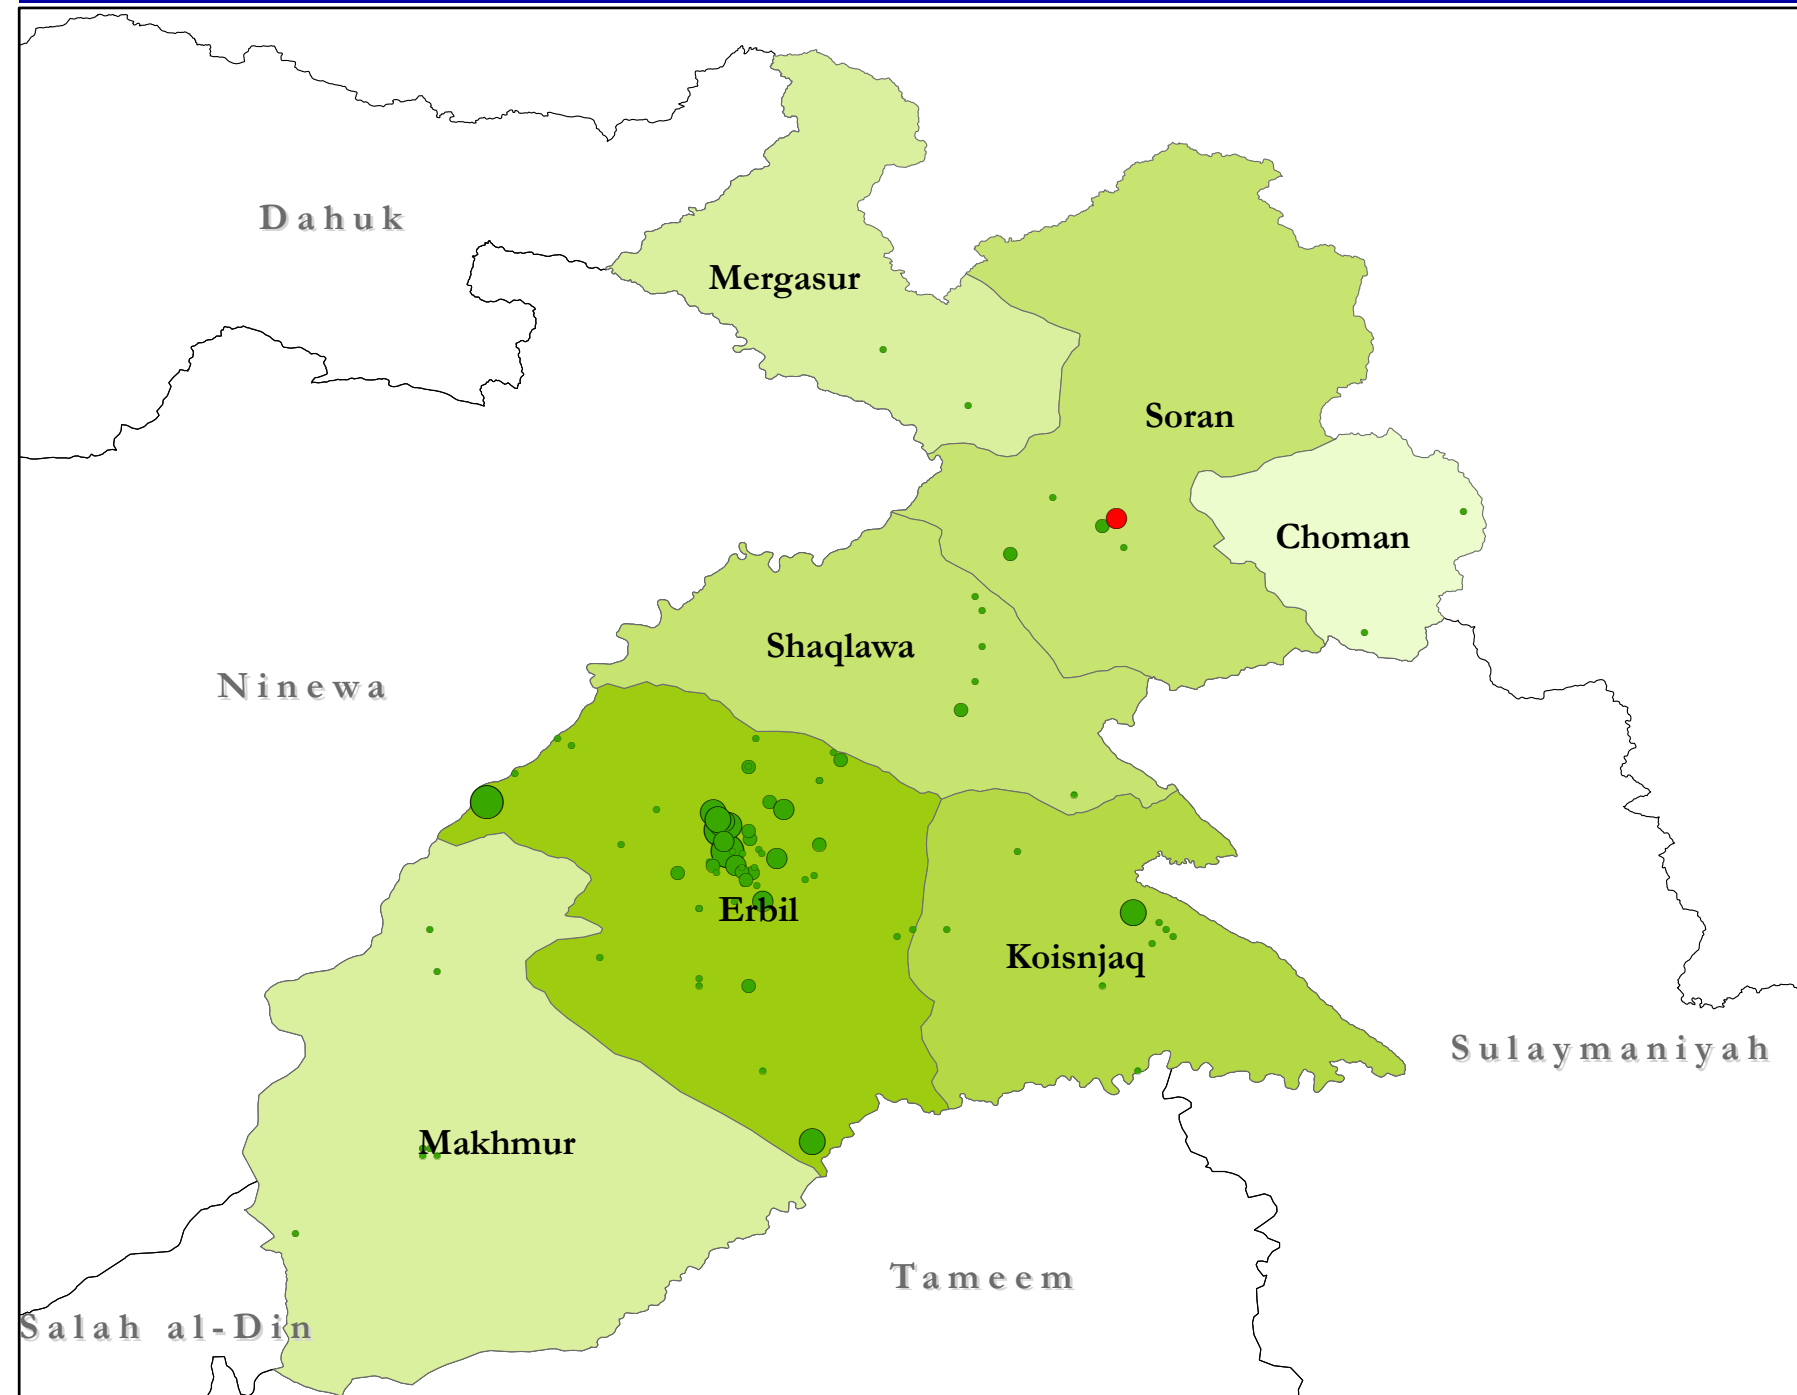 Dahuk
Mergasur
Soran
Choman
Shaqlawa
Ninewa
Erbil
Koisnjaq
Sulaymaniyah
Makhmur
Tameem
Salah al-Din